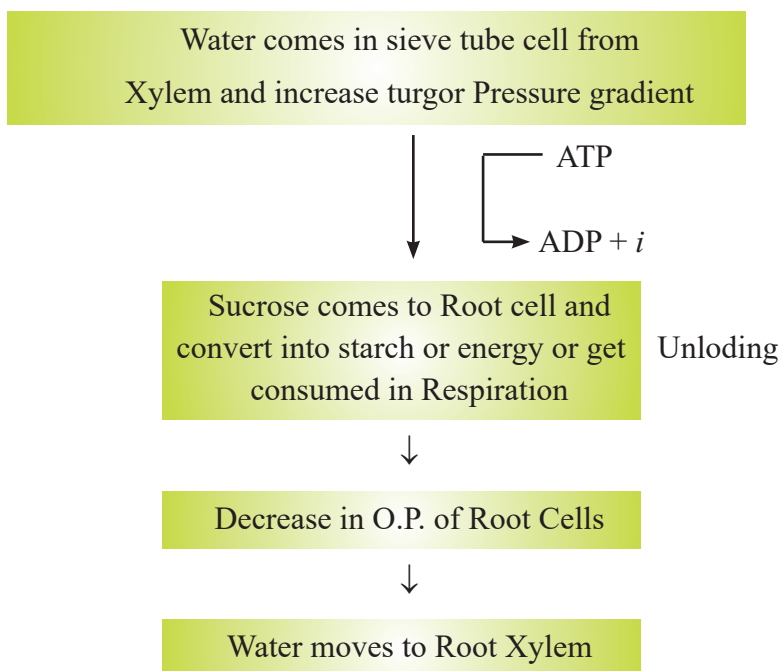 Water comes in sieve tube cell from
Xylem and increase turgor Pressure gradient
ATP
ADP + i
Sucrose comes to Root cell and
convert into starch or energy or get
consumed in Respiration
Unloding
↓
Decrease in O.P. of Root Cells
↓
Water moves to Root Xylem